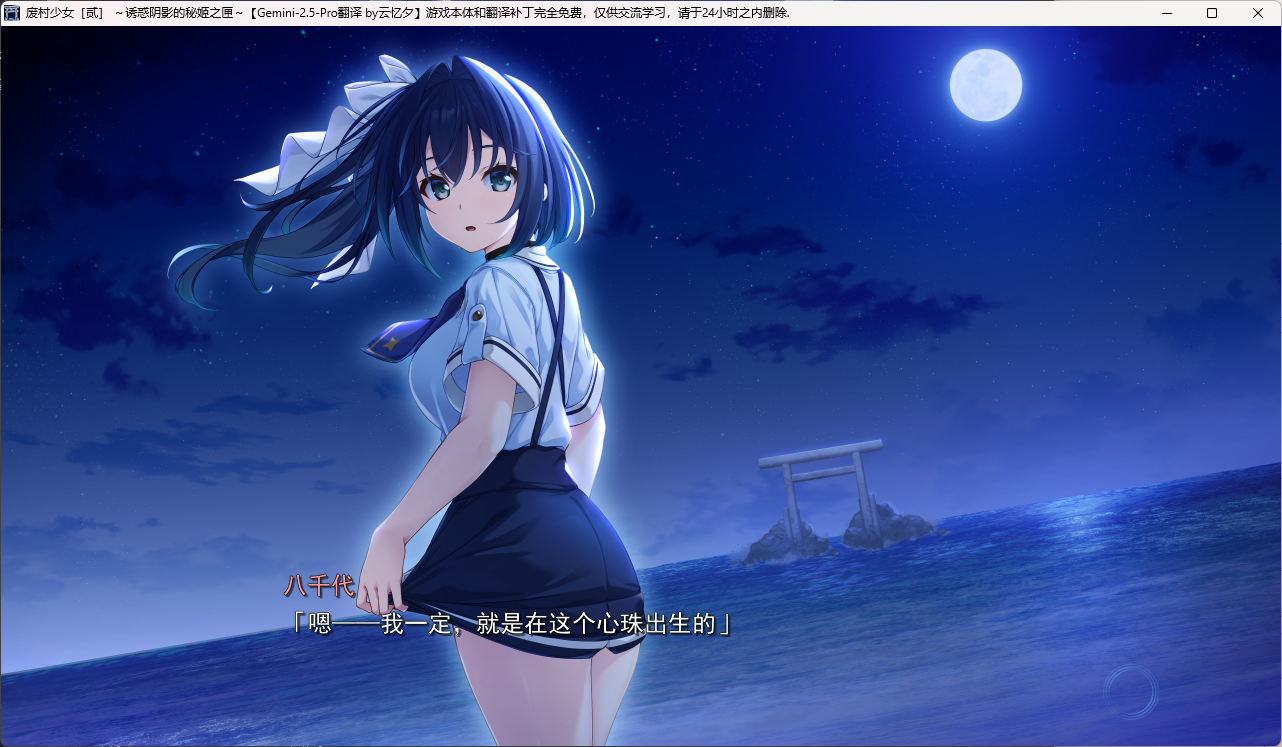 废村少女［贰］ ～诱惑阴影的秘姬之匣～【Gemini-2.5-Pro翻译 by云忆夕】游戏本体和翻译补丁完全免费，仅供交流学习，请于24小时之内删除.
八千代
「嗯——我一定，就是在这个心珠出生的」